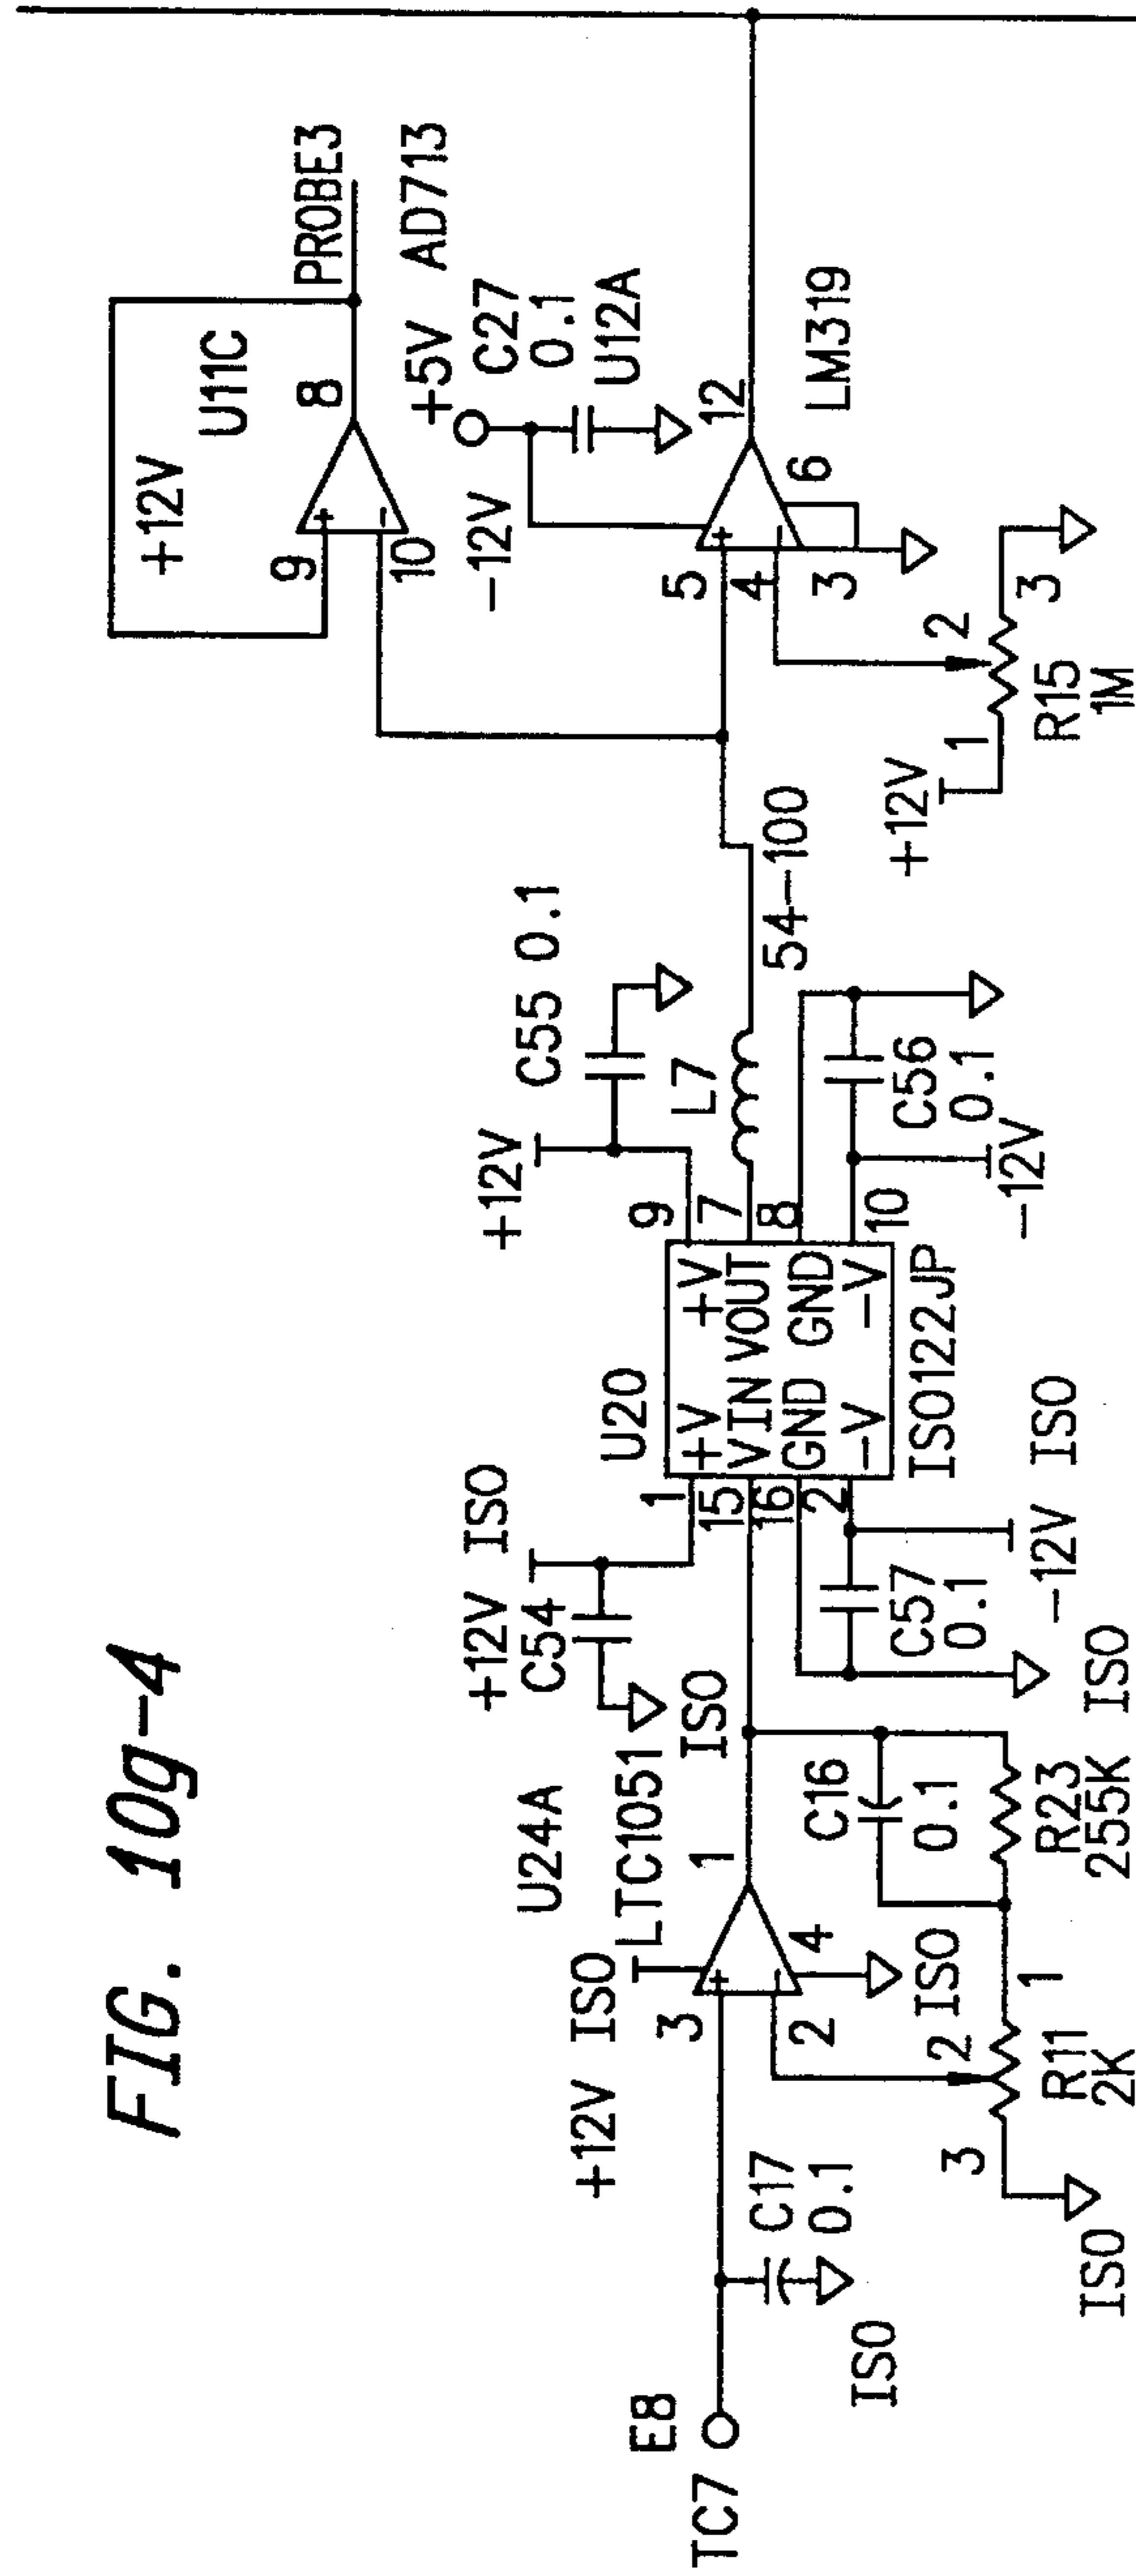 FIG. 10g-4
TC7
E8
C17
0.1
ISO
+12V ISO
U24A
LTC1051
3
+
2
-
1
4
ISO
3
2
1
R11
2K
ISO
C16
0.1
R23
255K
+12V ISO
C54
ISO
U20
1
15
16
2
+V
VIN
GND
-V
+V
VOUT
GND
-V
9
7
8
10
ISO122JP
C57
0.1
-12V ISO
ISO
+12V
C55 0.1
L7
54-100
C56
0.1
-12V
+12V
U11C
9
+
10
-
8
PROBE3
AD713
-12V
+5V
C27
0.1
U12A
5
+
4
-
3
12
6
LM319
+12V
1
2
3
R15
1M